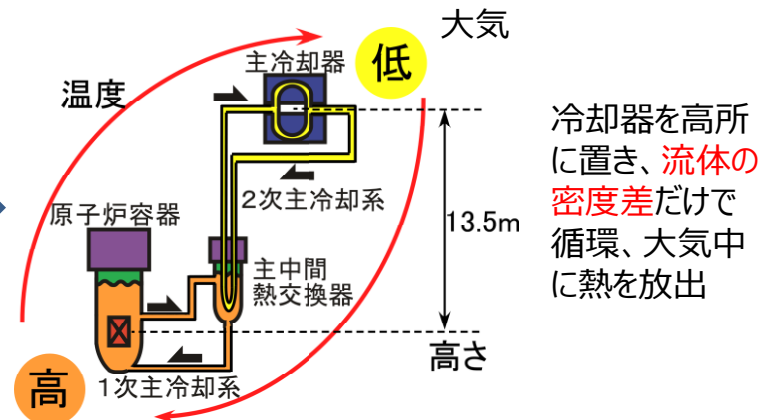 大気
主冷却器
低
温度
2次主冷却系
13.5m
原子炉容器
主中間
熱交換器
高さ
高
1次主冷却系
冷却器を高所
に置き、流体の
密度差だけで
循環、大気中
に熱を放出